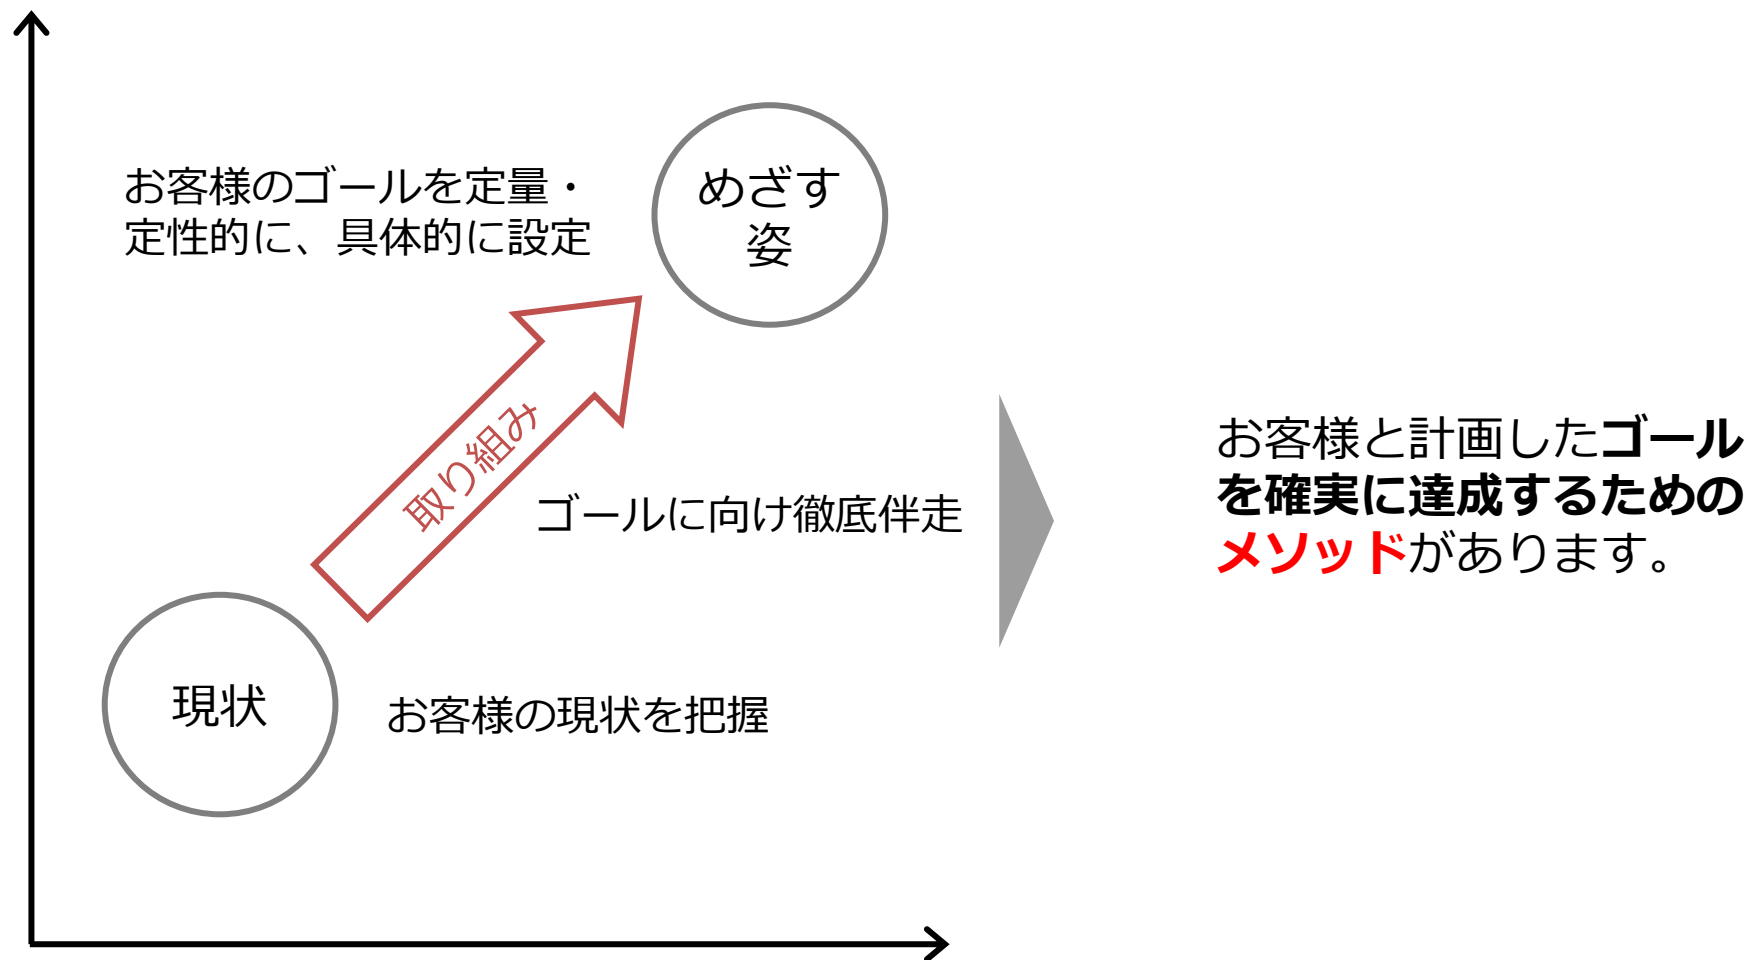 お客様のゴールを定量・
定性的に、具体的に設定
めざす
姿
取り組み
ゴールに向け徹底伴走
現状
お客様の現状を把握
お客様と計画したゴール
を確実に達成するための
メソッドがあります。